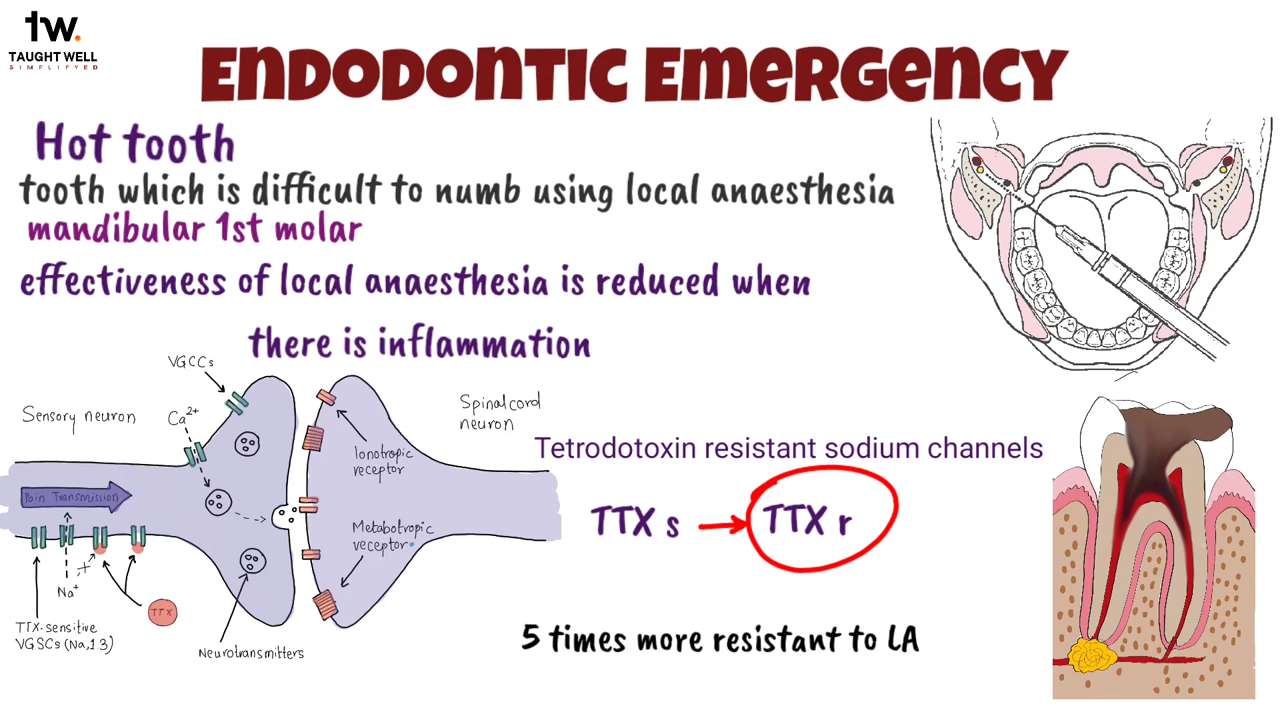 tw.
TAUGHT WELL
SIMPLIFYED
Endodontic Emergency
Hot tooth
tooth which is difficult to numb using local anaesthesia
mandibular 1st molar
effectiveness of local anaesthesia is reduced when
there is inflammation
VGCCs
Sensory neuron
Ca2+
Spinal cord
neuron
Ionotropic
receptor
Tetrodotoxin resistant sodium channels
Pain Transmission
TTX s
TTX r
Metabotropic
receptor
Na+
TTX
TTX-sensitive
VGSCs (Na,1 3)
Neurotransmitters
5 times more resistant to LA